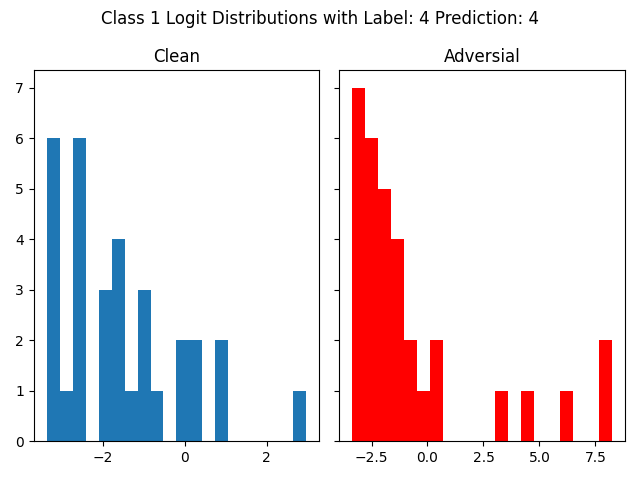 Class 1 Logit Distributions with Label: 4 Prediction: 4
Clean
Adversial
7
6
5
4
3
2
1
0
−2 0 2
−2.5 0.0 2.5 5.0 7.5